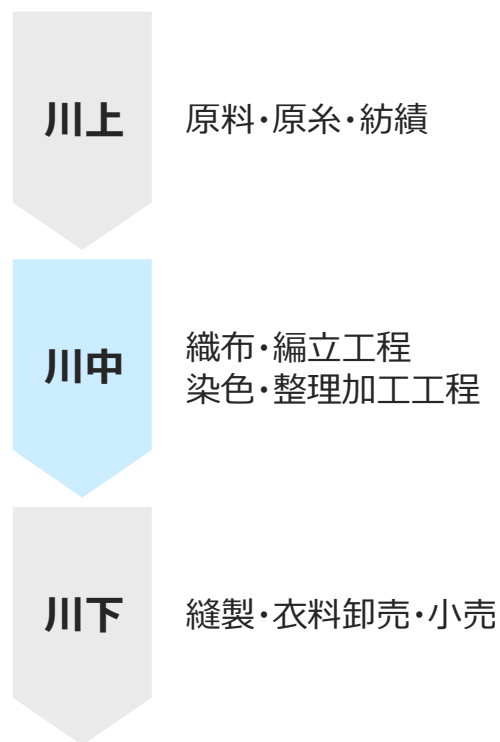 川上
原料・原糸・紡績
川中
織布・編立工程
染色・整理加工工程
川下
縫製・衣料卸売・小売